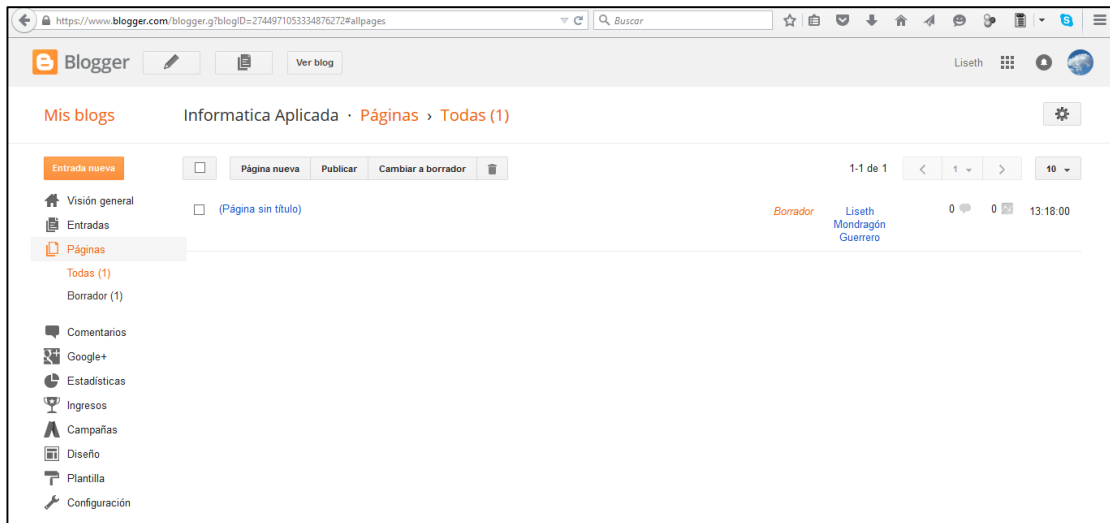 https://www.blogger.com/blogger.g?blogID=2744971053334876272#allpages
Buscar
Blogger
Ver blog
Liseth
Mis blogs
Informatica Aplicada · Páginas › Todas (1)
Entrada nueva
Página nueva
Publicar
Cambiar a borrador
1-1 de 1
1
10
Visión general
Entradas
Páginas
Todas (1)
Borrador (1)
Comentarios
Google+
Estadísticas
Ingresos
Campañas
Diseño
Plantilla
Configuración
(Página sin título)
Borrador
Liseth
Mondragón
Guerrero
0
0
13:18:00